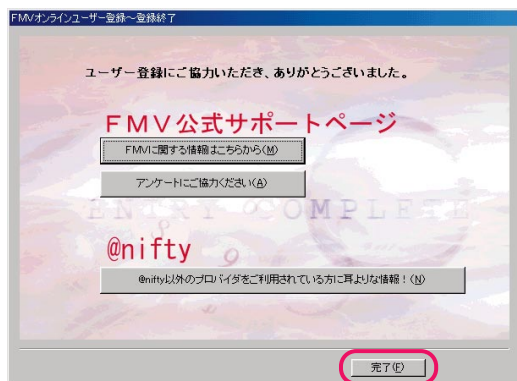 FMVオンラインユーザー登録～登録終了
ユーザー登録にご協力いただき、ありがとうございました。
FMV公式サポートページ
FMVに関する情報はこちらから(M)
アンケートにご協力ください(A)
ENTRY COMPLETE
@nifty
@nifty以外のプロバイダをご利用されている方に耳よりな情報！(N)
完了(F)